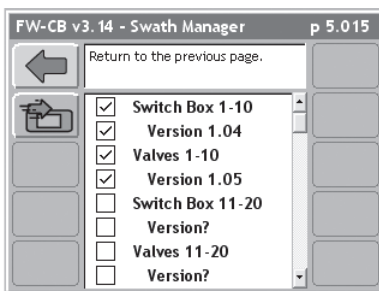 FW-CB v3.14 - Swath Manager p 5.015
Return to the previous page.
Switch Box 1-10
Version 1.04
Valves 1-10
Version 1.05
Switch Box 11-20
Version?
Valves 11-20
Version?